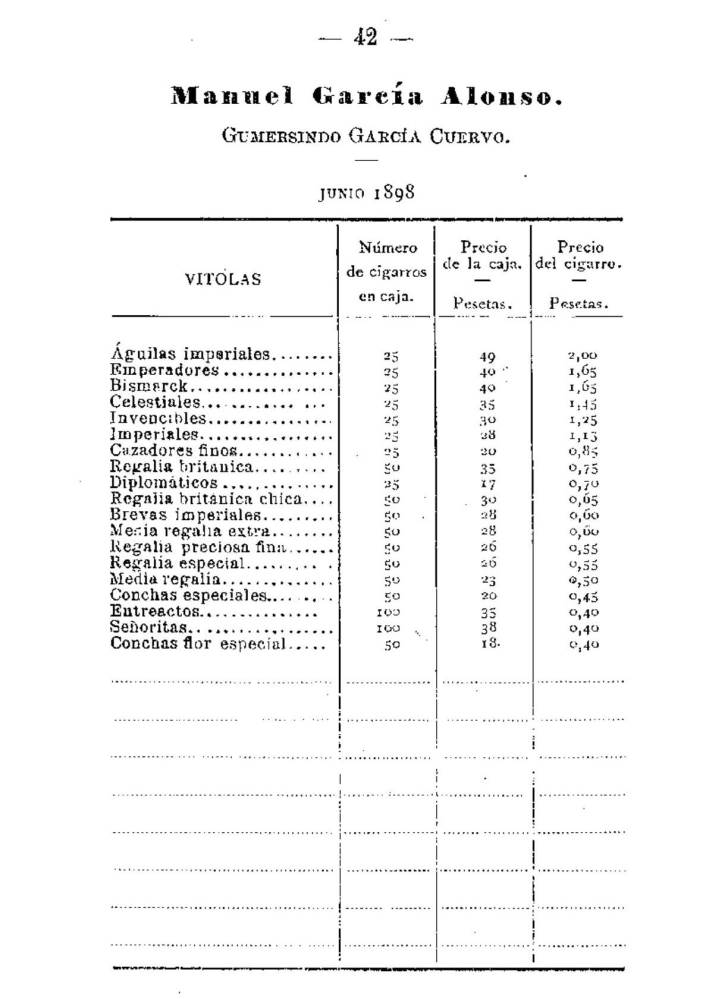 — 42 —
Manuel García Alonso.
GUMERSINDO GARCÍA CUERVO.
JUNIO 1898
VITOLAS Número de cigarros en caja. Precio de la caja. — Pesetas. Precio del cigarro. — Pesetas.
Águilas imperiales........ 25 49 2,00
Emperadores.............. 25 40 1,65
Bismarck.................. 25 40 1,65
Celestiales.............. 25 35 1,45
Invencibles................ 25 30 1,25
Imperiales................. 25 28 1,13
Cazadores finos............ 25 20 0,85
Regalia britanica......... 50 35 0,75
Diplomáticos .............. 25 17 0,70
Regalia británica chica.... 50 30 0,65
Brevas imperiales......... 50 28 0,60
Media regalia extra........ 50 28 0,60
Regalia preciosa fina...... 50 26 0,55
Regalia especial.......... 50 26 0,55
Media regalia.............. 50 23 0,50
Conchas especiales........ 50 20 0,45
Entreactos............... 100 35 0,40
Señoritas.................. 100 38 0,40
Conchas flor especial..... 50 18. 0,40